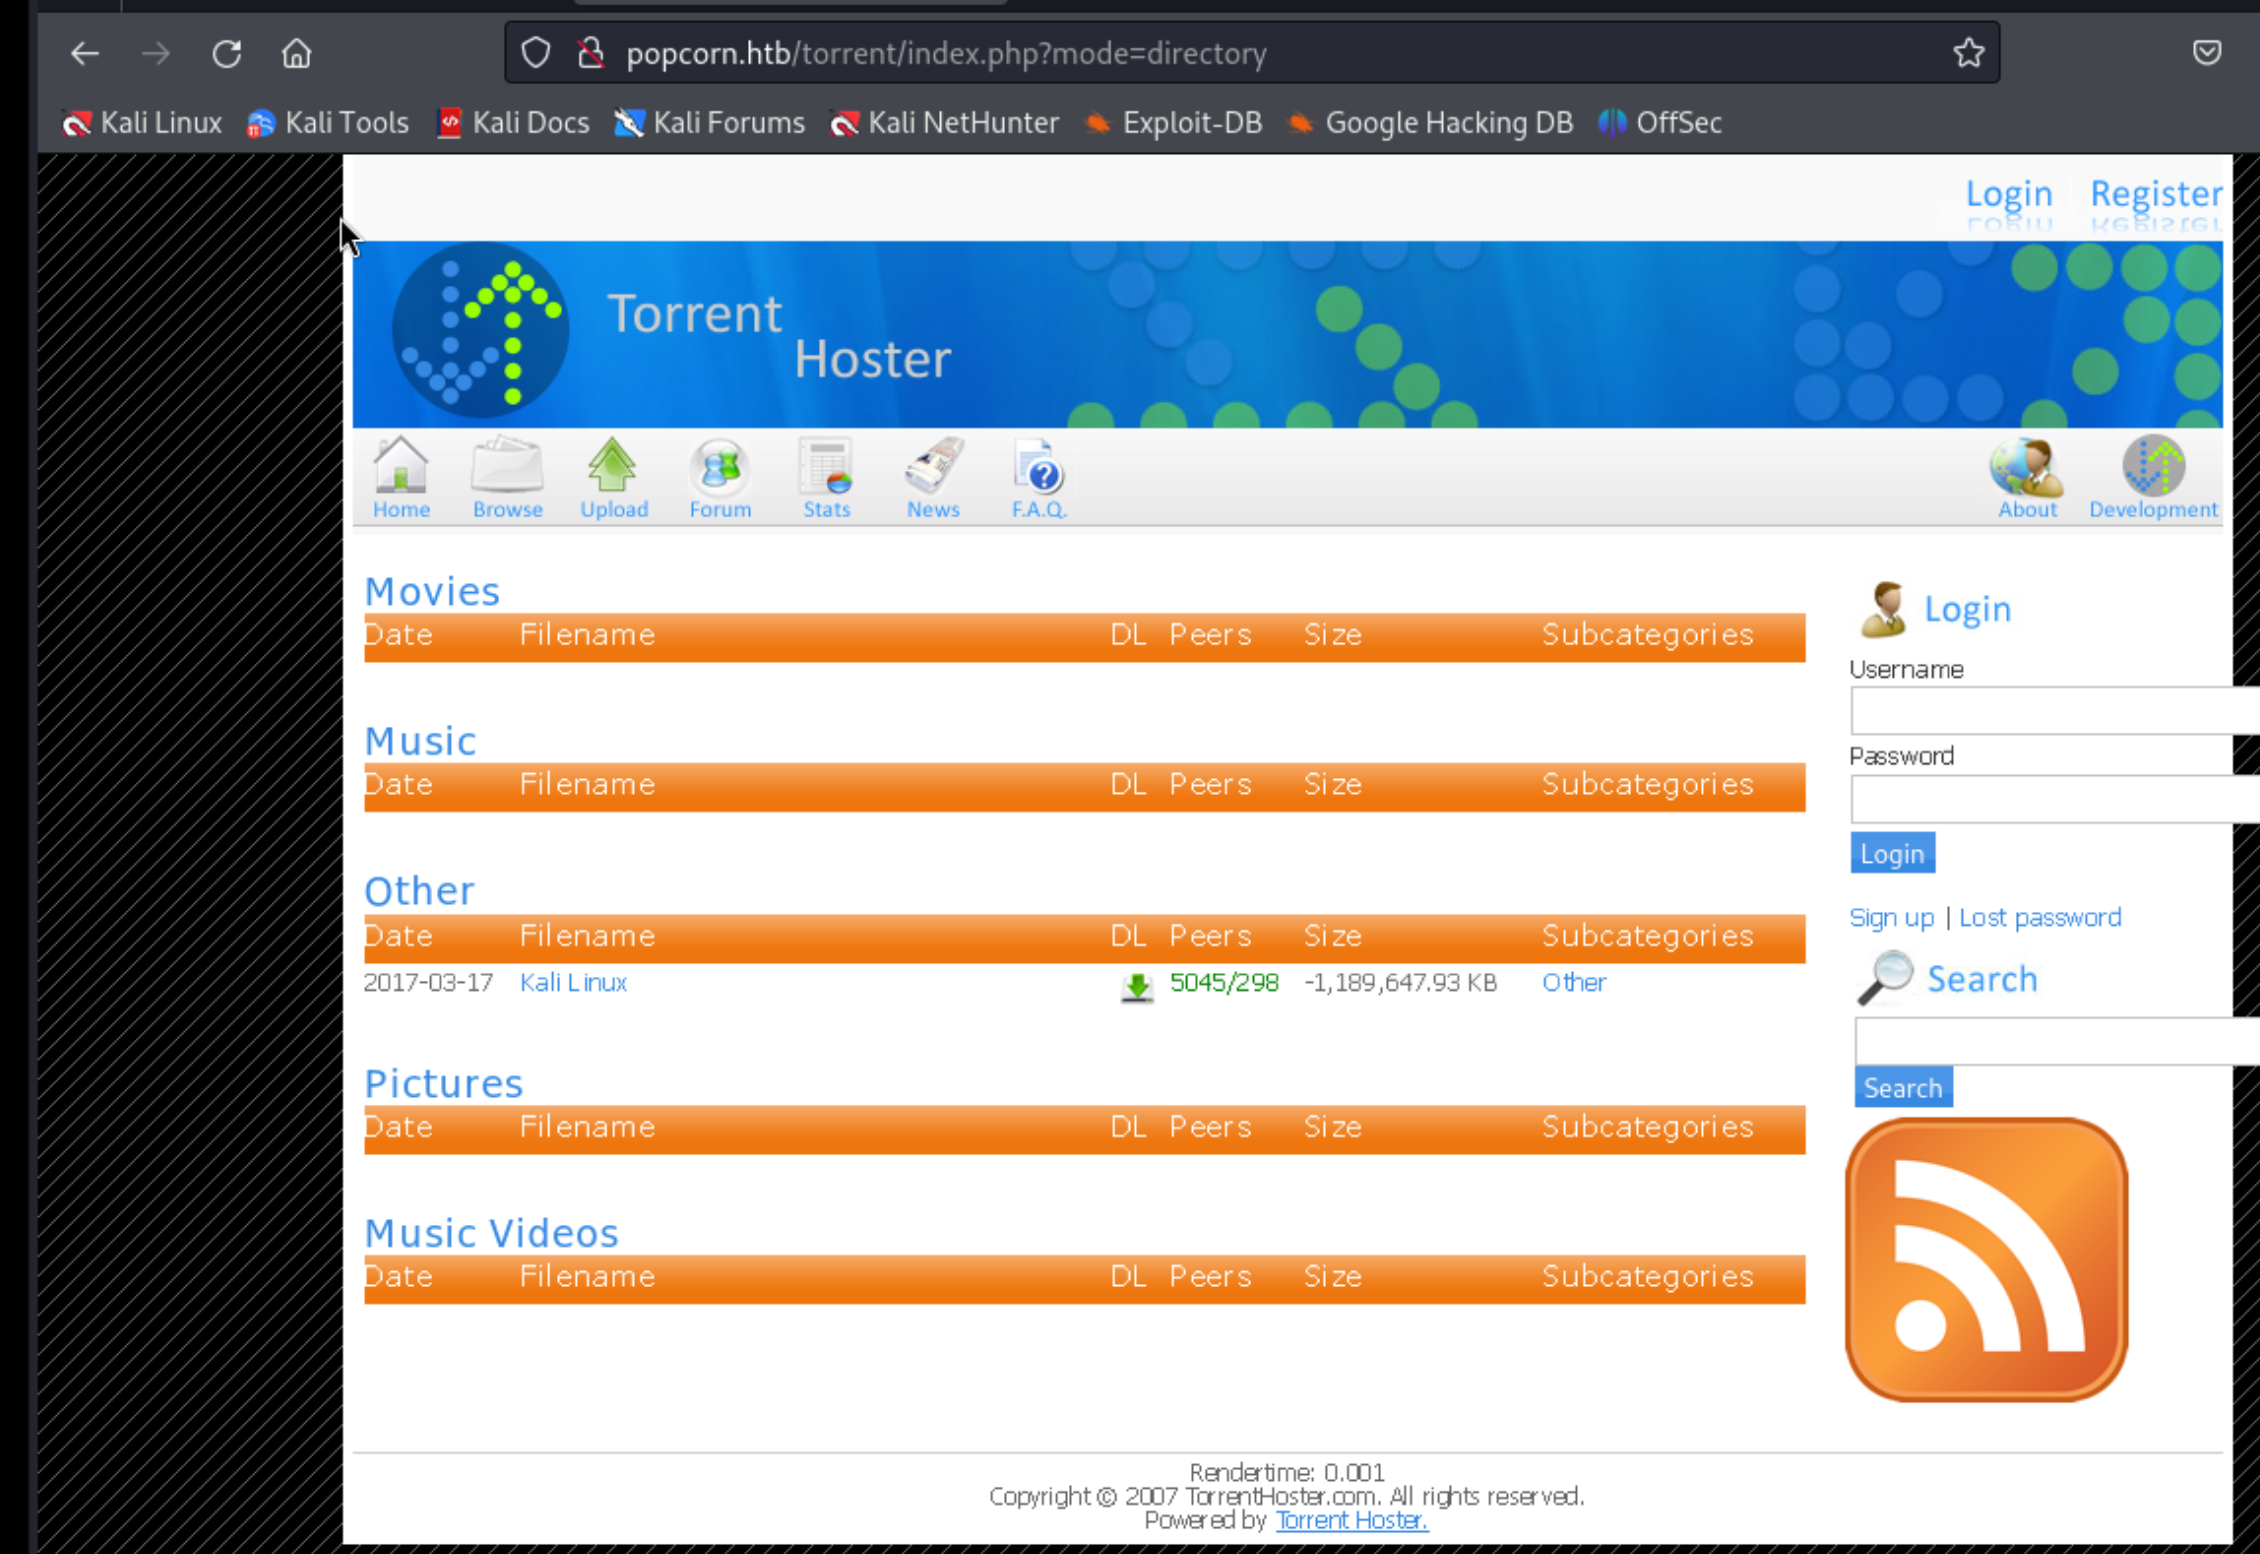 popcorn.htb/torrent/index.php?mode=directory
Kali Linux Kali Tools Kali Docs Kali Forums Kali NetHunter Exploit-DB Google Hacking DB OffSec
Login Register
Torrent
Hoster
Home Browse Upload Forum Stats News F.A.Q. About Development
Movies
Date Filename DL Peers Size Subcategories
Music
Date Filename DL Peers Size Subcategories
Other
Date Filename DL Peers Size Subcategories
2017-03-17 Kali Linux 5045/298 -1,189,647.93 KB Other
Pictures
Date Filename DL Peers Size Subcategories
Music Videos
Date Filename DL Peers Size Subcategories
Login
Username
Password
Login
Sign up | Lost password
Search
Search
Rendertime: 0.001
Copyright © 2007 TorrentHoster.com. All rights reserved.
Powered by Torrent Hoster.